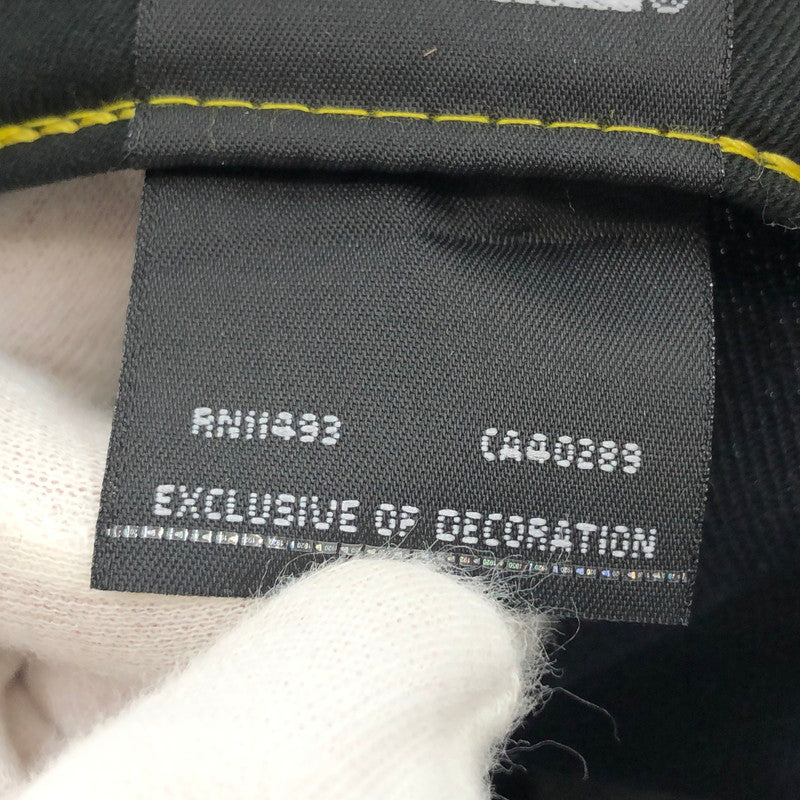 RN11493 CA40289
EXCLUSIVE OF DECORATION